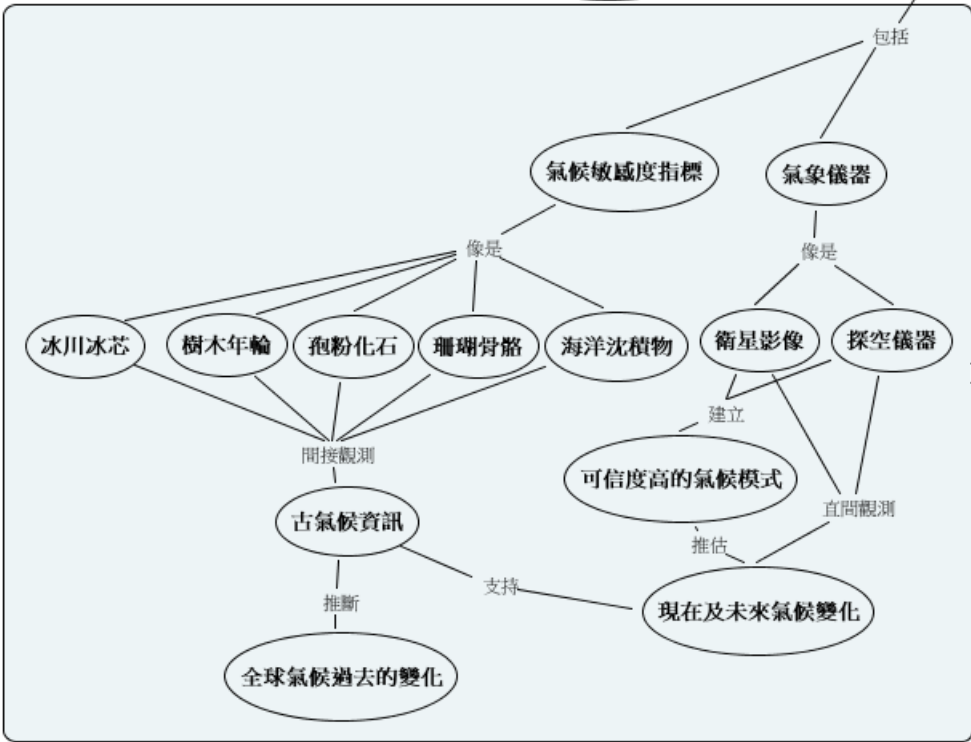 包括
氣候敏感度指標
氣象儀器
像是
像是
冰川冰芯
樹木年輪
孢粉化石
珊瑚骨骼
海洋沈積物
衛星影像
探空儀器
建立
間接觀測
可信度高的氣候模式
古氣候資訊
直間觀測
推估
支持
推斷
現在及未來氣候變化
全球氣候過去的變化